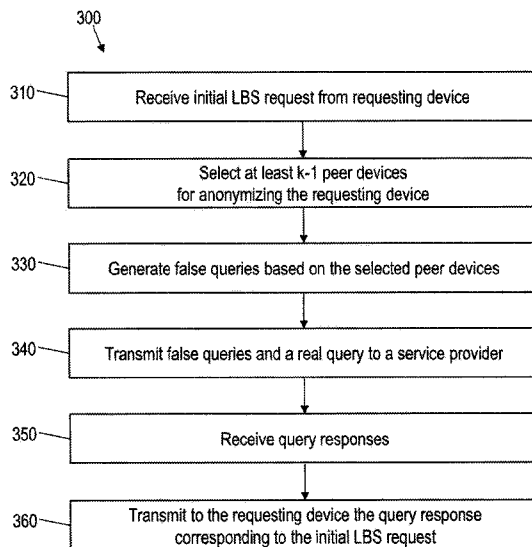 300
310
Receive initial LBS request from requesting device
320
Select at least k-1 peer devices
for anonymizing the requesting device
330
Generate false queries based on the selected peer devices
340
Transmit false queries and a real query to a service provider
350
Receive query responses
360
Transmit to the requesting device the query response
corresponding to the initial LBS request